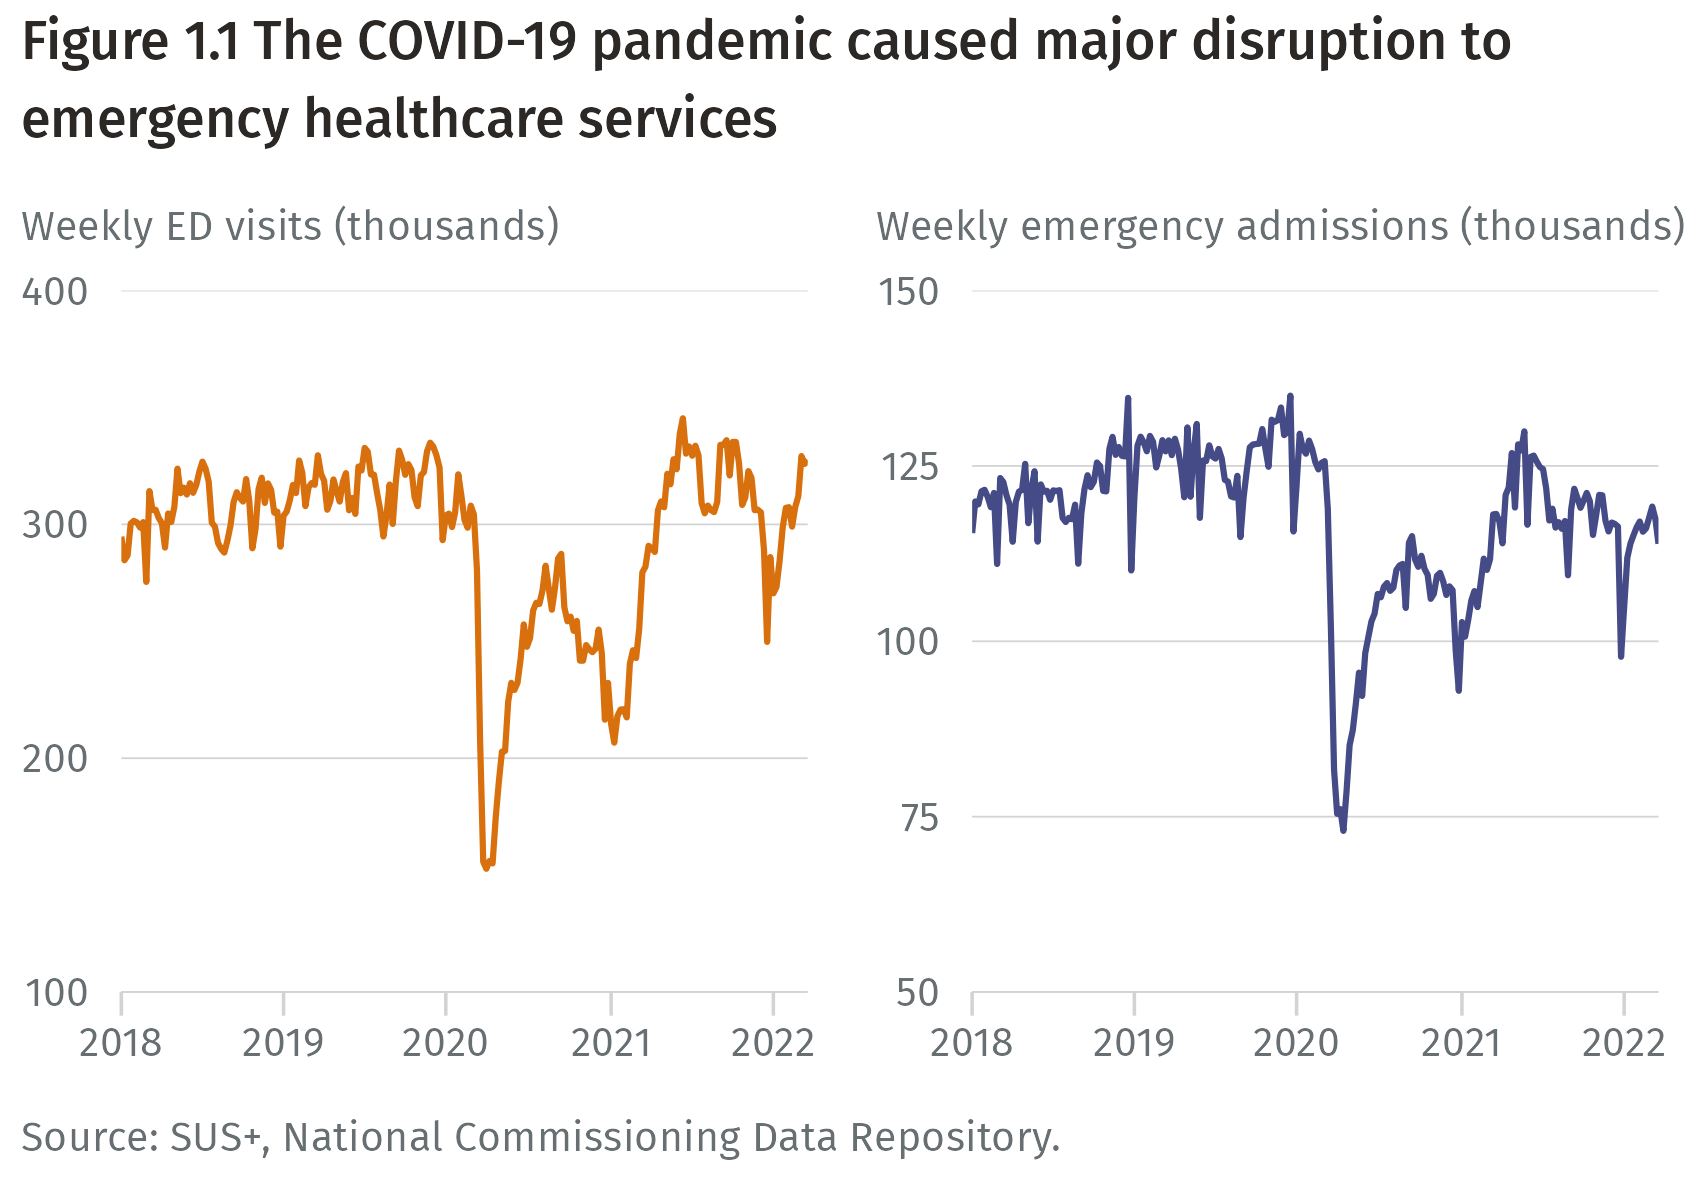 Figure 1.1 The COVID-19 pandemic caused major disruption to
emergency healthcare services
Weekly ED visits (thousands)
400
300
200
100
2018 2019 2020 2021 2022
Weekly emergency admissions (thousands)
150
125
100
75
50
2018 2019 2020 2021 2022
Source: SUS+, National Commissioning Data Repository.